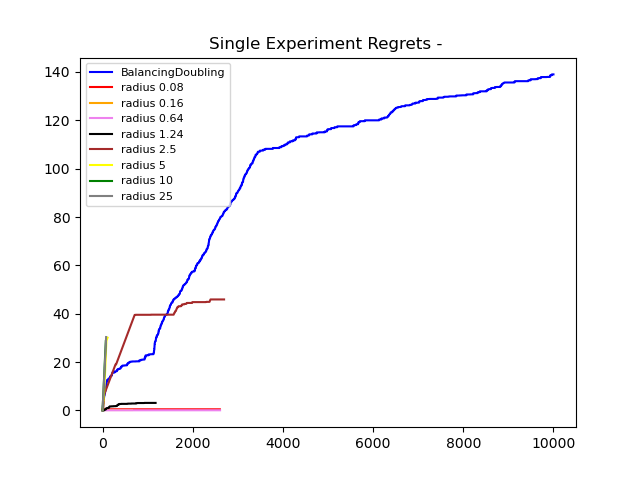 Single Experiment Regrets -
BalancingDoubling
radius 0.08
radius 0.16
radius 0.64
radius 1.24
radius 2.5
radius 5
radius 10
radius 25
140
120
100
80
60
40
20
0
0 2000 4000 6000 8000 10000